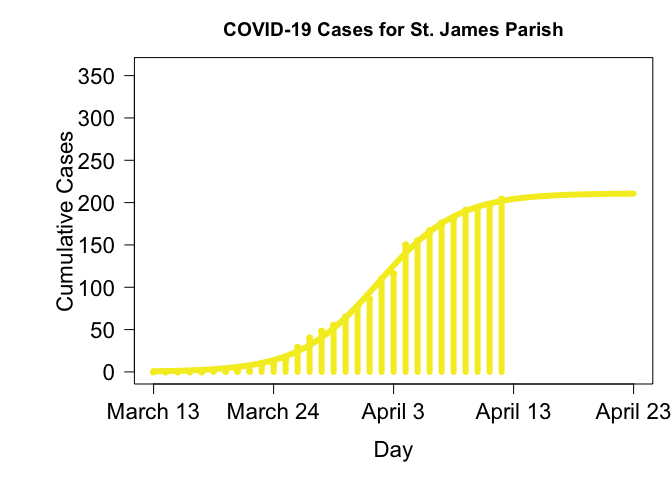 COVID-19 Cases for St. James Parish
350
300
250
200
150
100
50
0
Cumulative Cases
March 13 March 24 April 3 April 13 April 23
Day